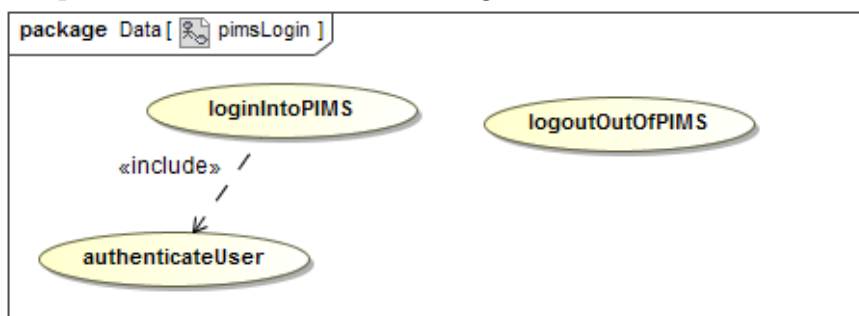 package Data [ pimsLogin ]
loginIntoPIMS
logoutOutOfPIMS
«include»
authenticateUser